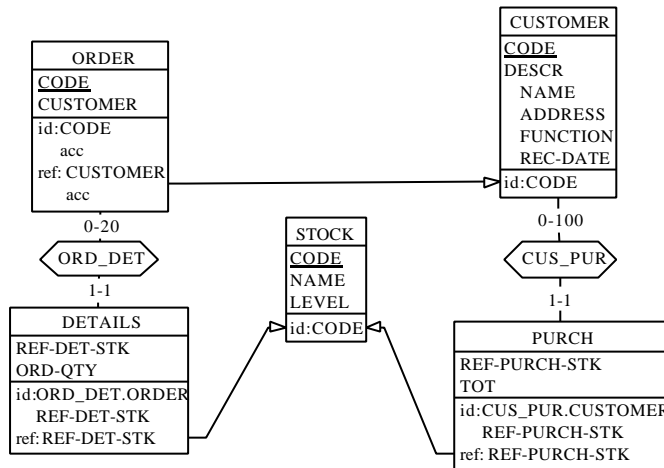 ORDER
CODE
CUSTOMER
id:CODE
acc
ref: CUSTOMER
acc
CUSTOMER
CODE
DESCR
NAME
ADDRESS
FUNCTION
REC-DATE
id:CODE
0-20
ORD_DET
1-1
STOCK
CODE
NAME
LEVEL
id:CODE
0-100
CUS_PUR
1-1
DETAILS
REF-DET-STK
ORD-QTY
id:ORD_DET.ORDER
REF-DET-STK
ref:REF-DET-STK
PURCH
REF-PURCH-STK
TOT
id:CUS_PUR.CUSTOMER
REF-PURCH-STK
ref: REF-PURCH-STK